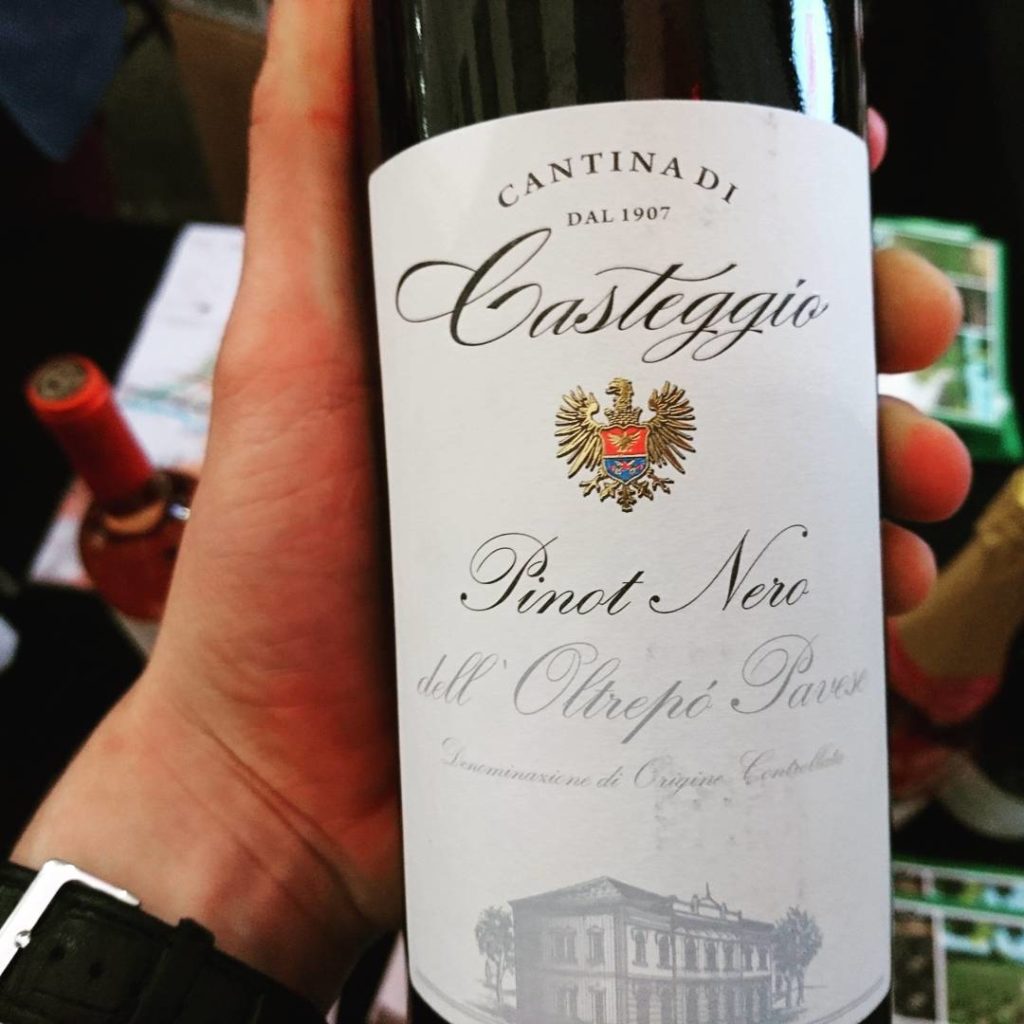 CANTINA DI
DAL 1907
Casteggio
Pinot Nero
dell' Oltrepó Pavese
Denominazione di Origine Controllata